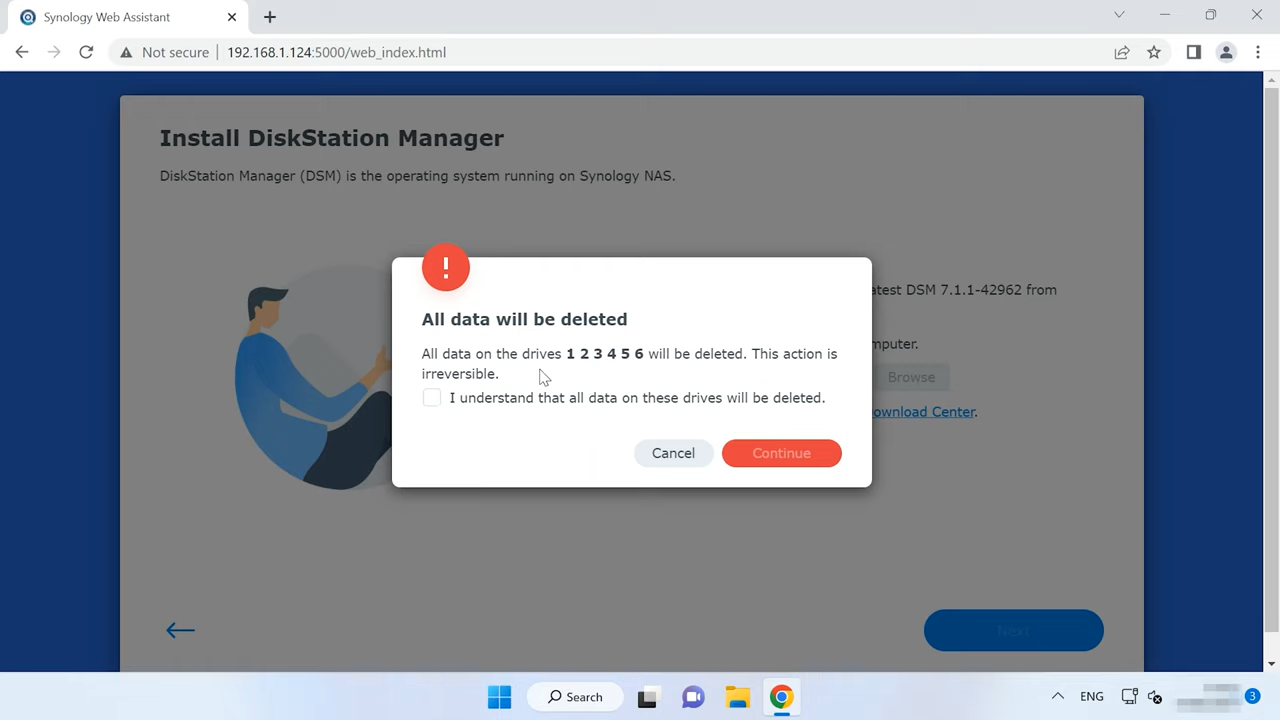 Synology Web Assistant
Not secure
192.168.1.124:5000/web_index.html
Install DiskStation Manager
DiskStation Manager (DSM) is the operating system running on Synology NAS.
atest DSM 7.1.1-42962 from
mputer.
Browse
ownload Center.
!
All data will be deleted
All data on the drives 1 2 3 4 5 6 will be deleted. This action is
irreversible.
I understand that all data on these drives will be deleted.
Cancel
Continue
Next
Search
ENG
3